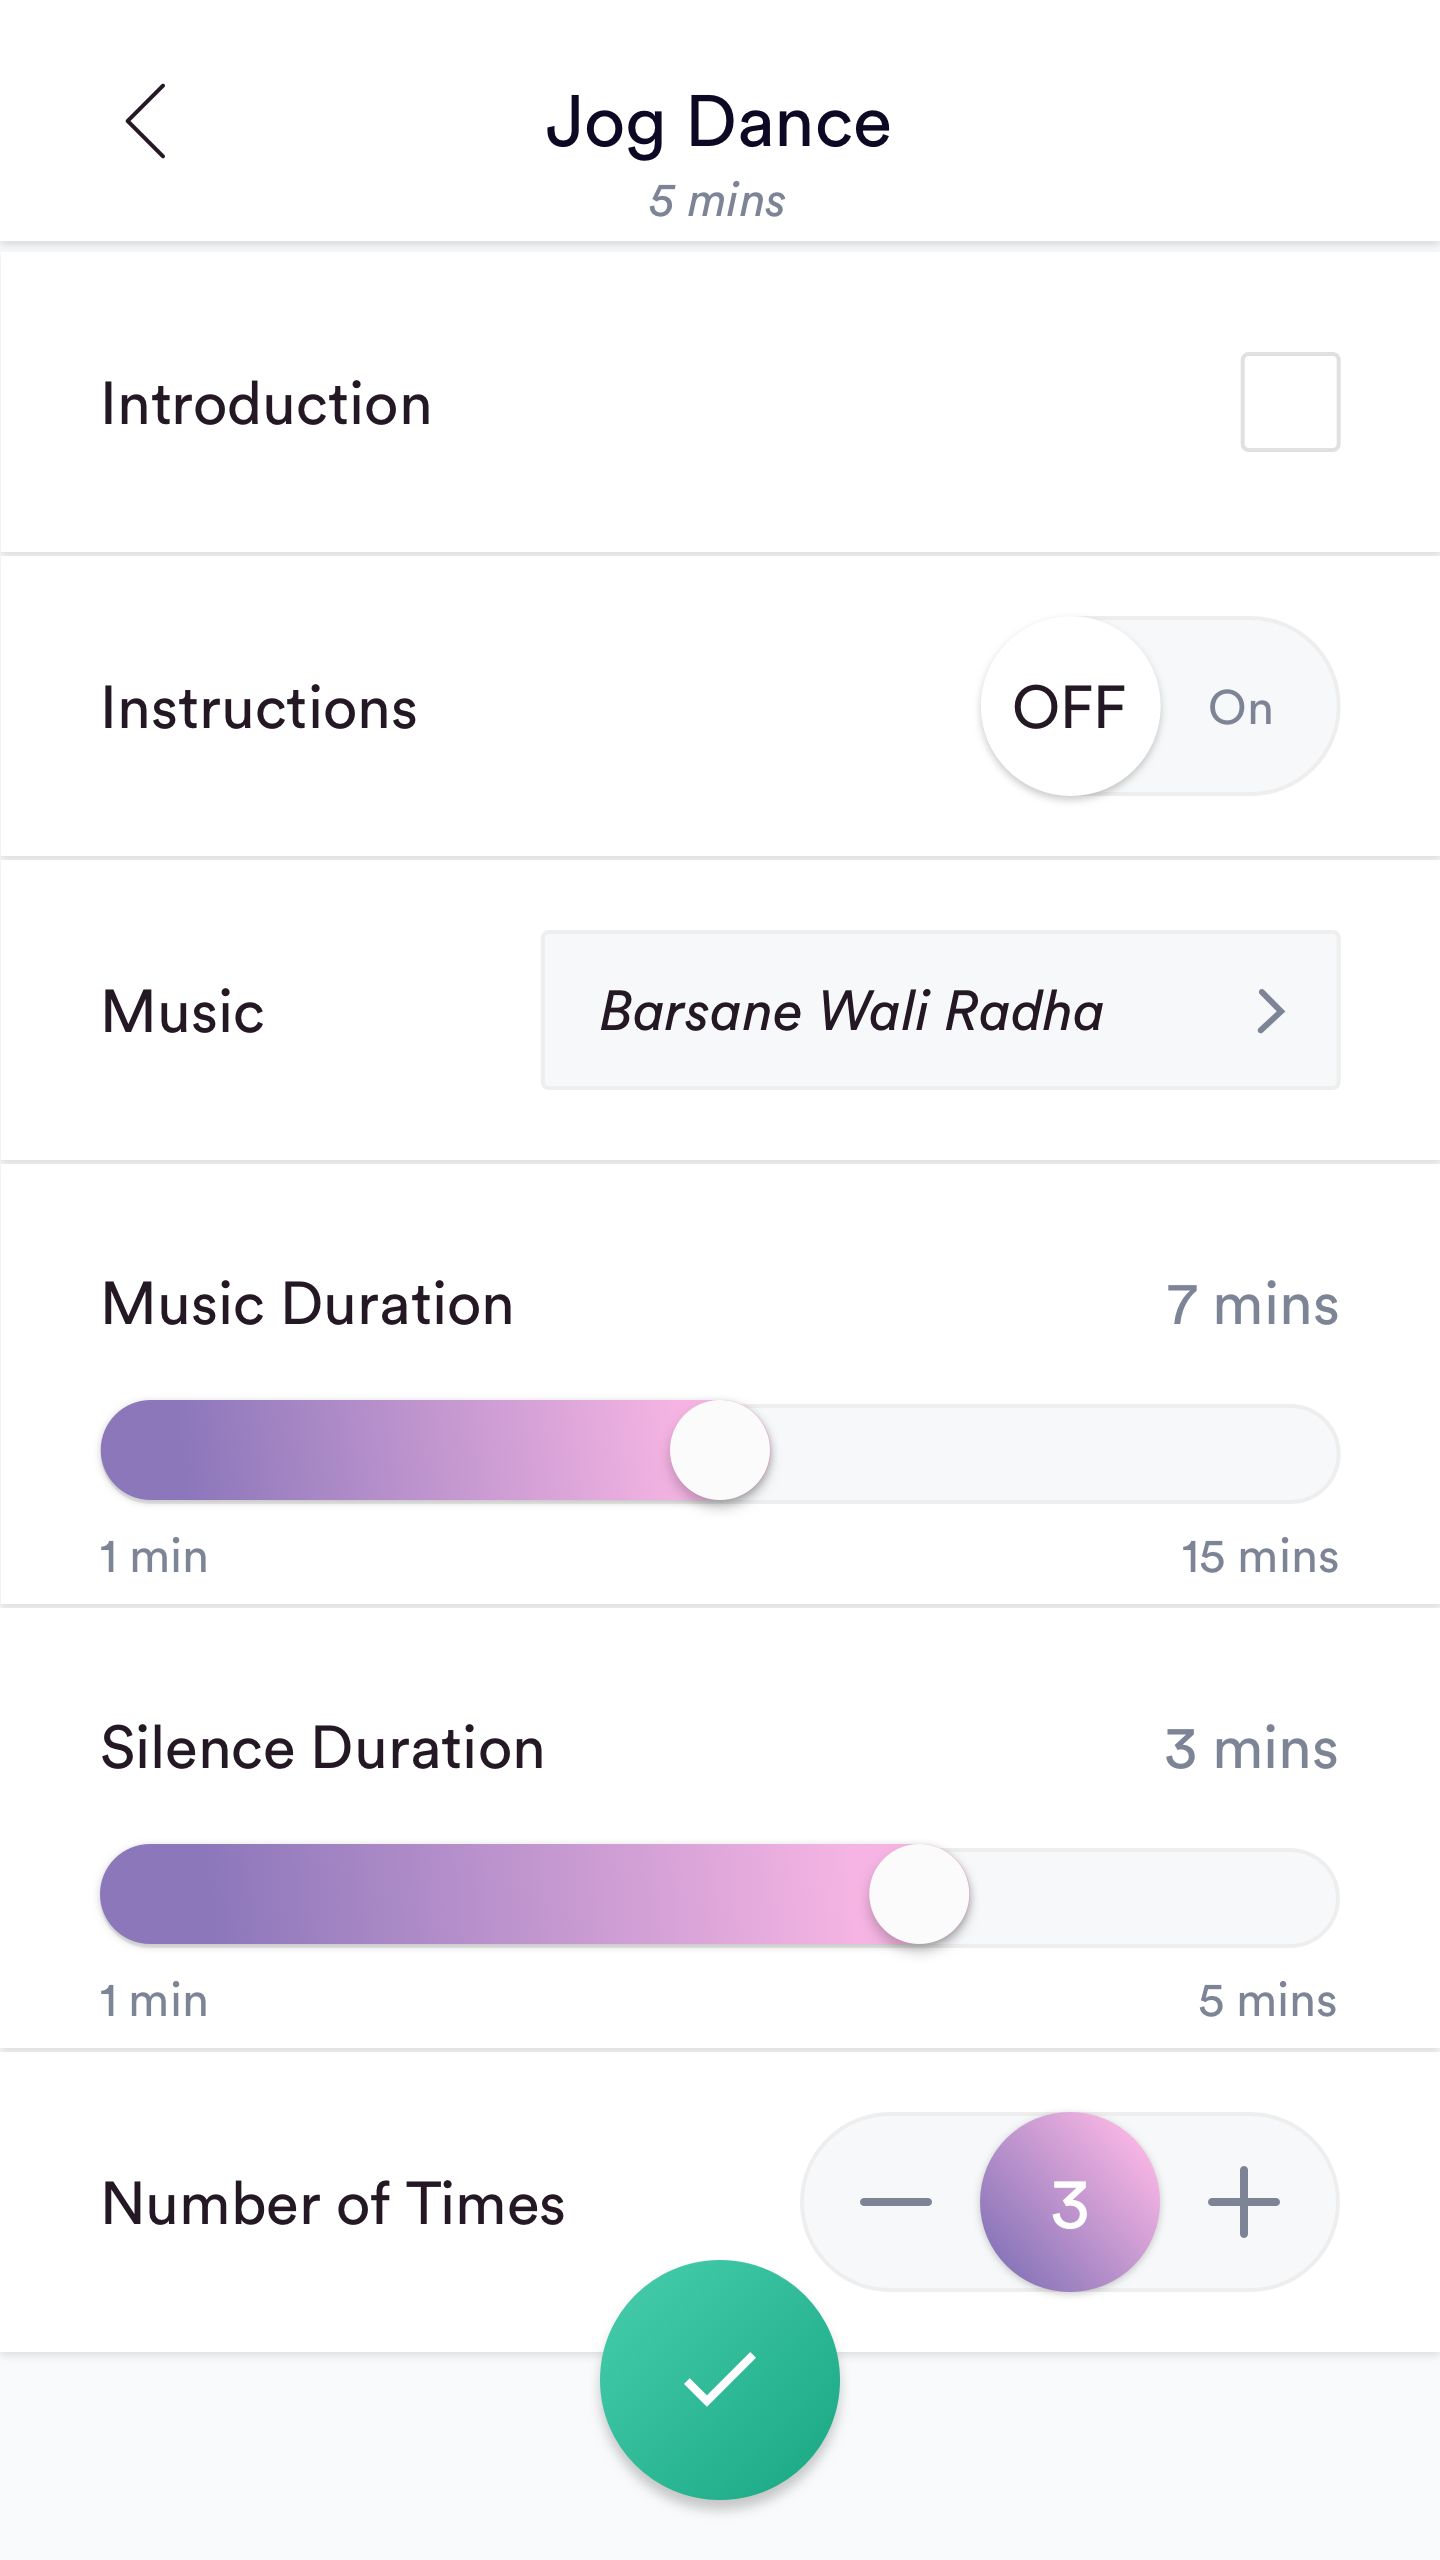 Jog Dance
5 mins
Introduction
Instructions
OFF
On
Music
Barsane Wali Radha
Music Duration
7 mins
1 min
15 mins
Silence Duration
3 mins
1 min
5 mins
Number of Times
3